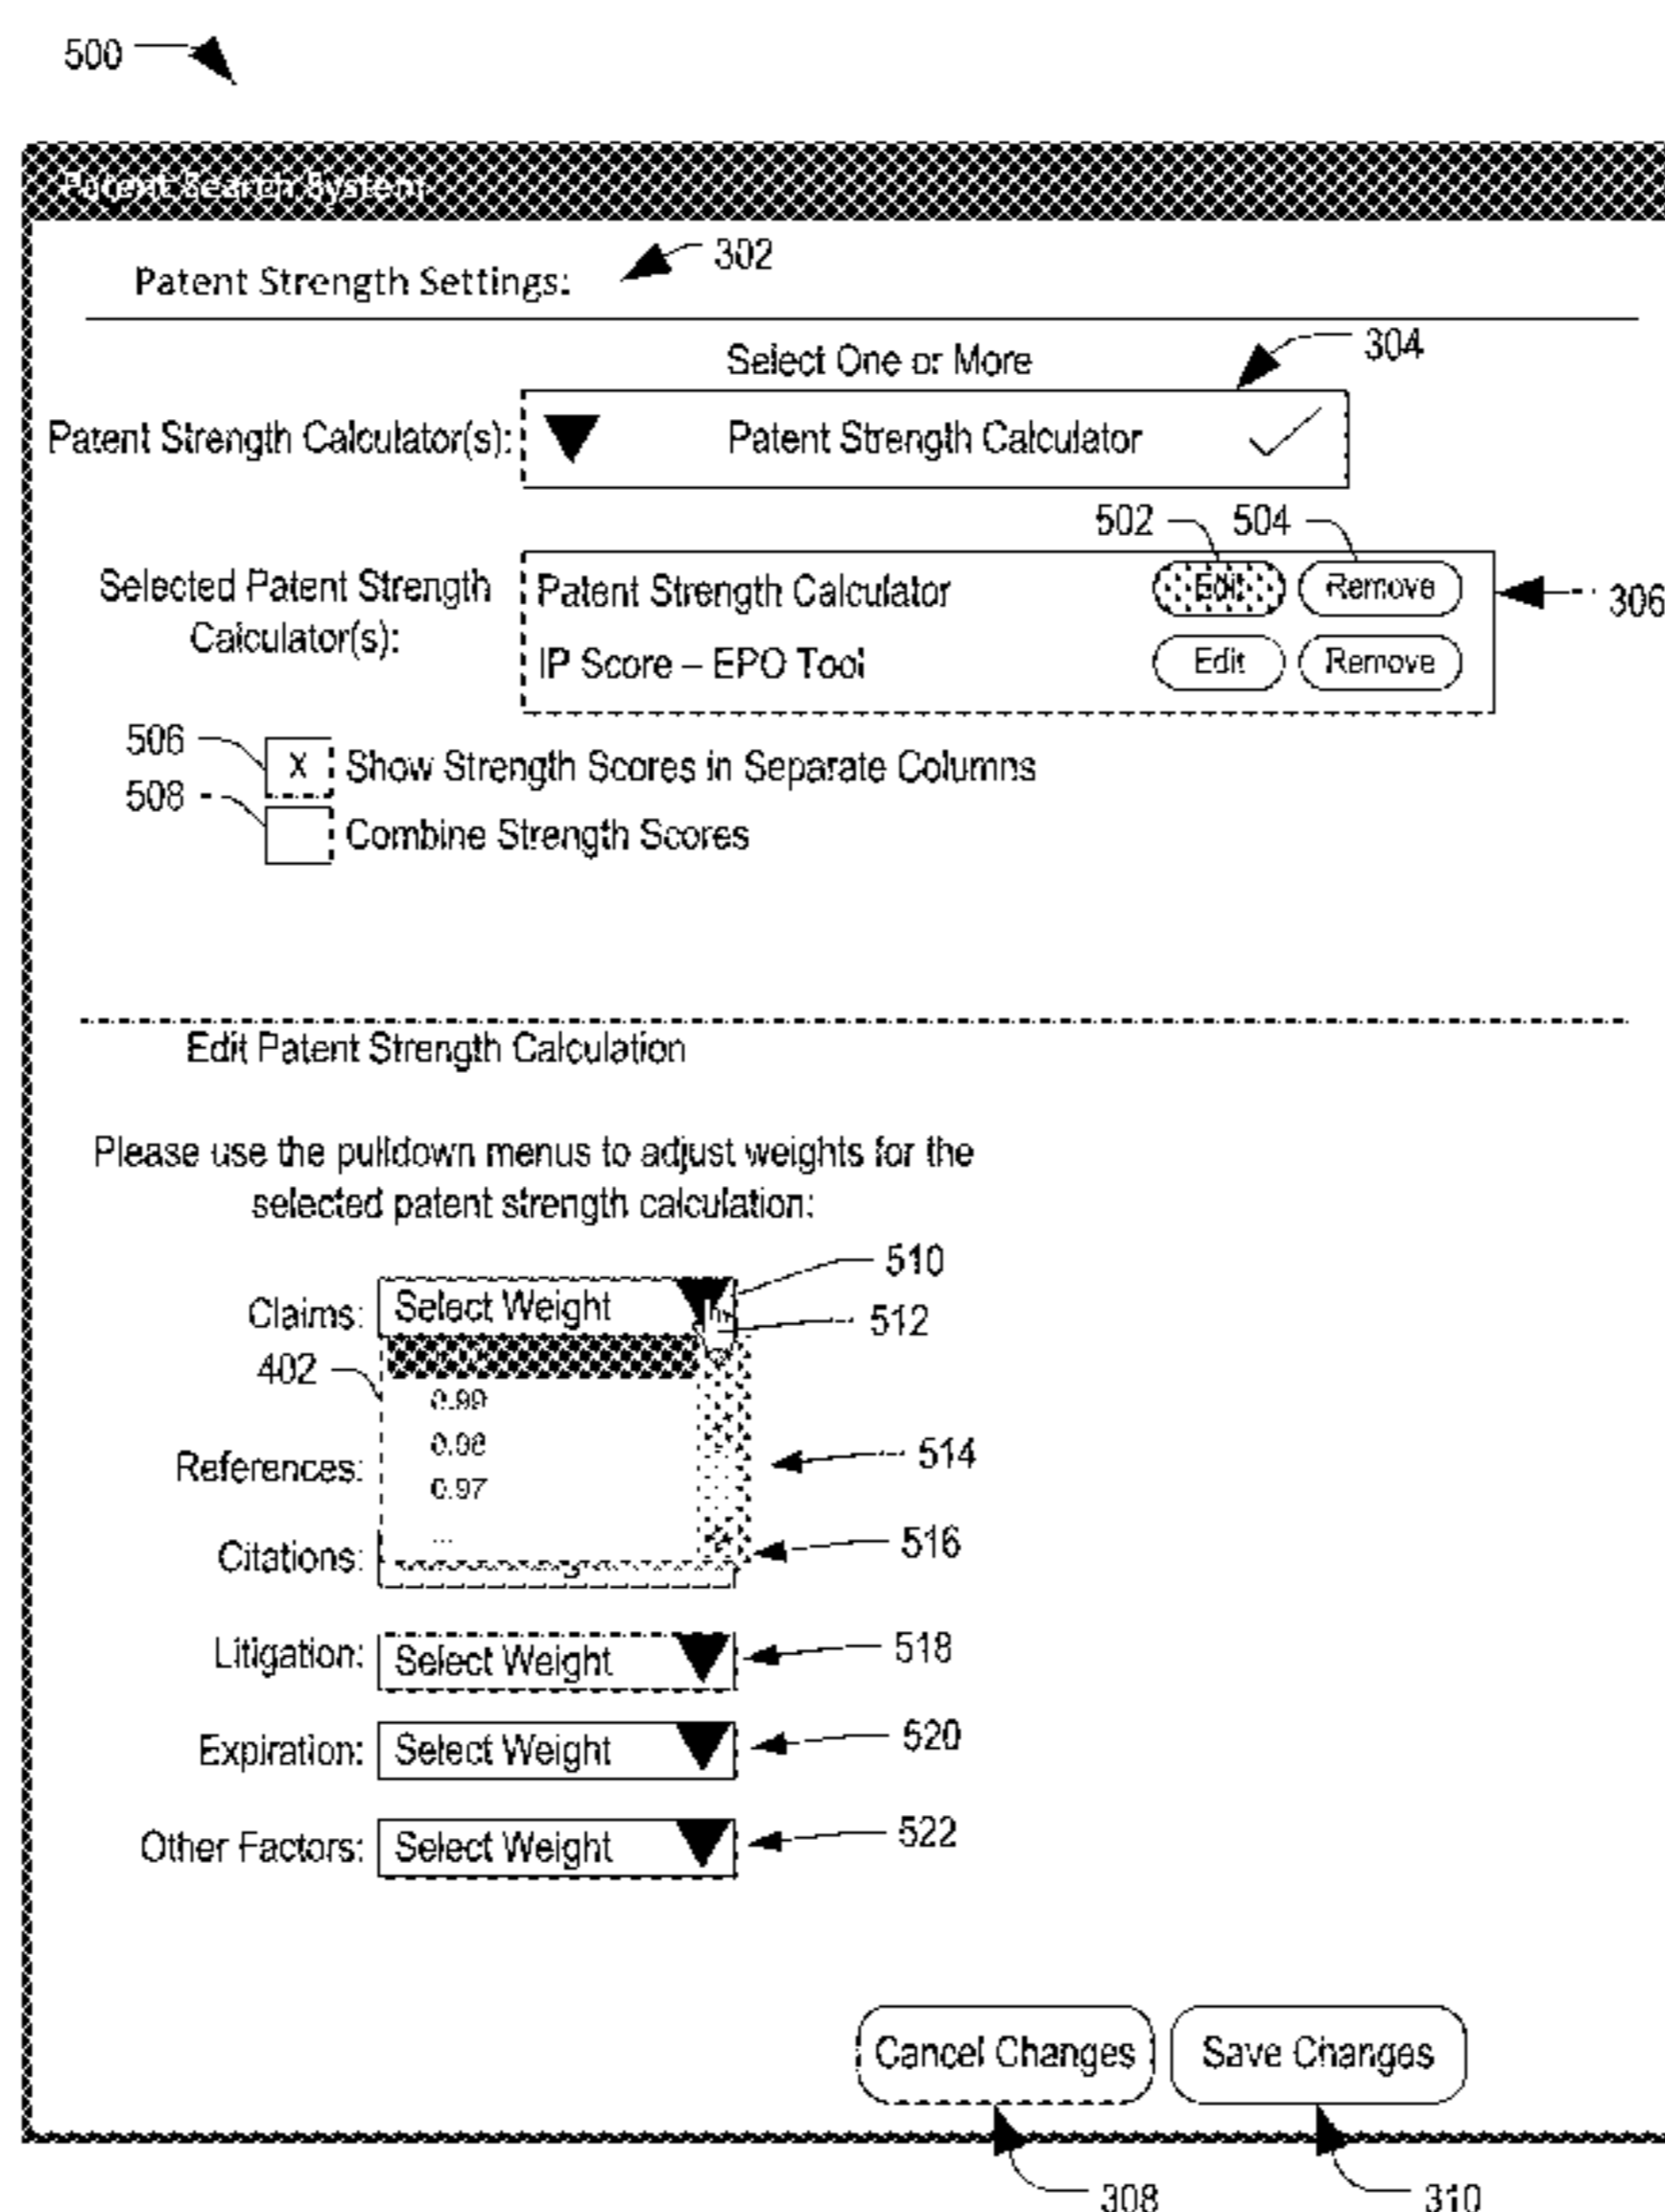 500
Patent Search System
Patent Strength Settings: 302
Select One or More 304
Patent Strength Calculator(s): Patent Strength Calculator
502 504
Selected Patent Strength Calculator(s):
Patent Strength Calculator Edit Remove 306
IP Score – EPO Tool Edit Remove
506 X Show Strength Scores in Separate Columns
508 Combine Strength Scores
Edit Patent Strength Calculation
Please use the pulldown menus to adjust weights for the
selected patent strength calculation:
510
Claims: Select Weight 512
402
0.99
0.98
References: 514
0.97
...
Citations: 516
Litigation: Select Weight 518
Expiration: Select Weight 520
Other Factors: Select Weight 522
Cancel Changes Save Changes
308 310